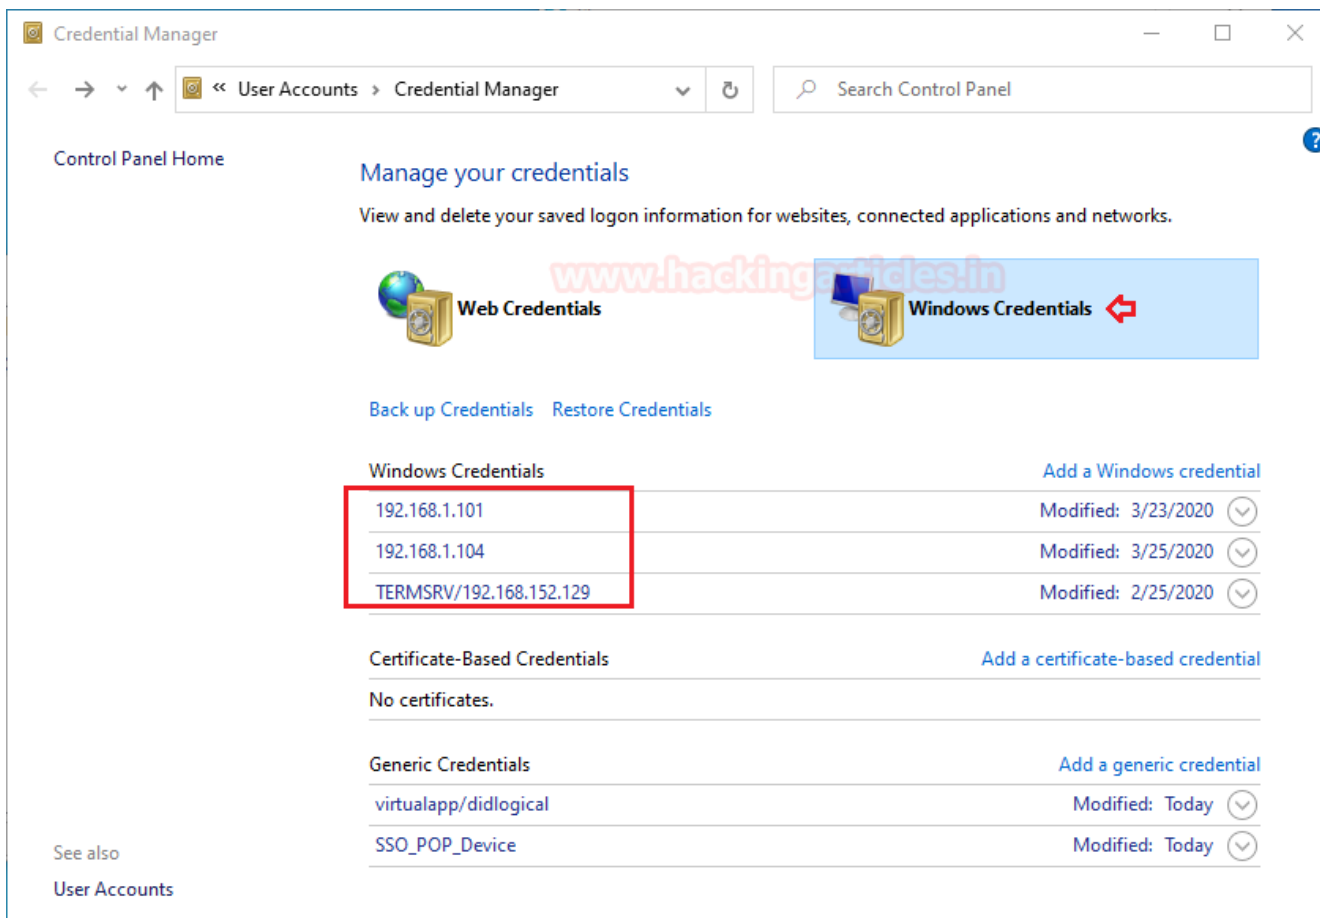 Credential Manager
« User Accounts > Credential Manager
Search Control Panel
?
Control Panel Home
Manage your credentials
View and delete your saved logon information for websites, connected applications and networks.
www.hackingarticles.in
Web Credentials
Windows Credentials
Back up Credentials Restore Credentials
Windows Credentials Add a Windows credential
192.168.1.101 Modified: 3/23/2020
192.168.1.104 Modified: 3/25/2020
TERMSRV/192.168.152.129 Modified: 2/25/2020
Certificate-Based Credentials Add a certificate-based credential
No certificates.
Generic Credentials Add a generic credential
virtualapp/didlogical Modified: Today
SSO_POP_Device Modified: Today
See also
User Accounts